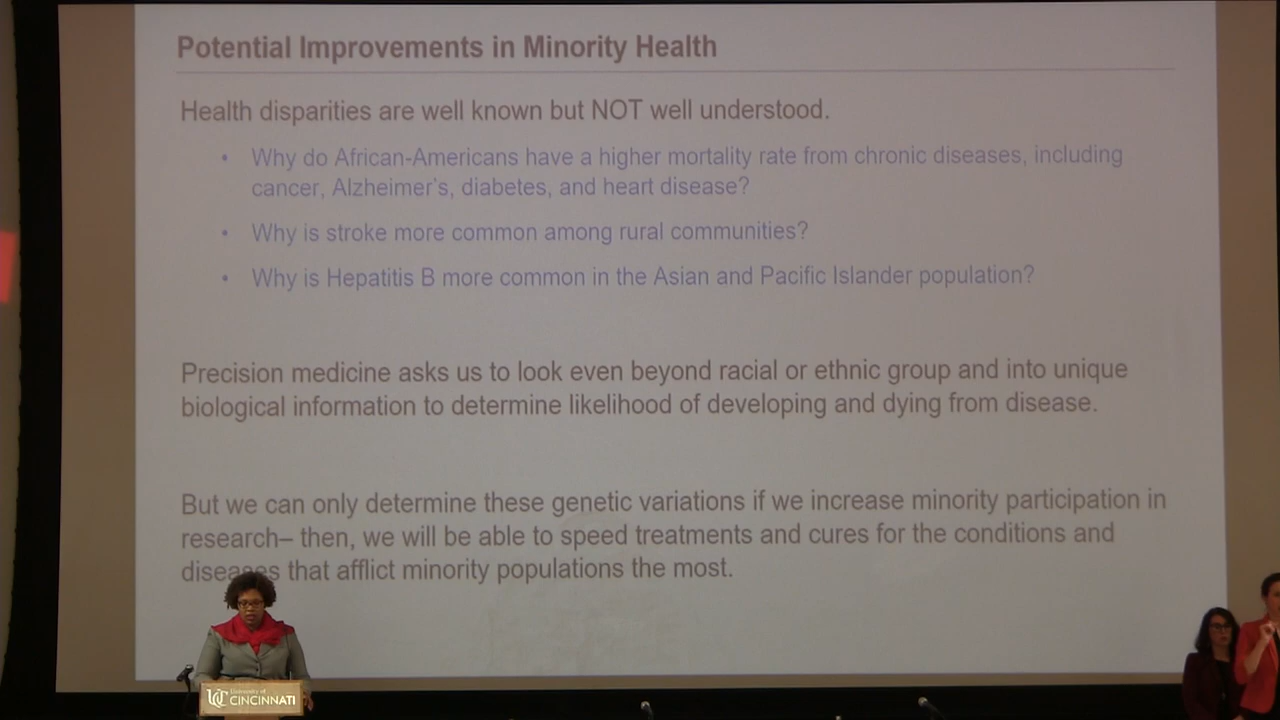 Potential Improvements in Minority Health
Health disparities are well known but NOT well understood.
• Why do African-Americans have a higher mortality rate from chronic diseases, including
cancer, Alzheimer's, diabetes, and heart disease?
• Why is stroke more common among rural communities?
• Why is Hepatitis B more common in the Asian and Pacific Islander population?
Precision medicine asks us to look even beyond racial or ethnic group and into unique
biological information to determine likelihood of developing and dying from disease.
But we can only determine these genetic variations if we increase minority participation in
research– then, we will be able to speed treatments and cures for the conditions and
diseases that afflict minority populations the most.
UC University of
CINCINNATI